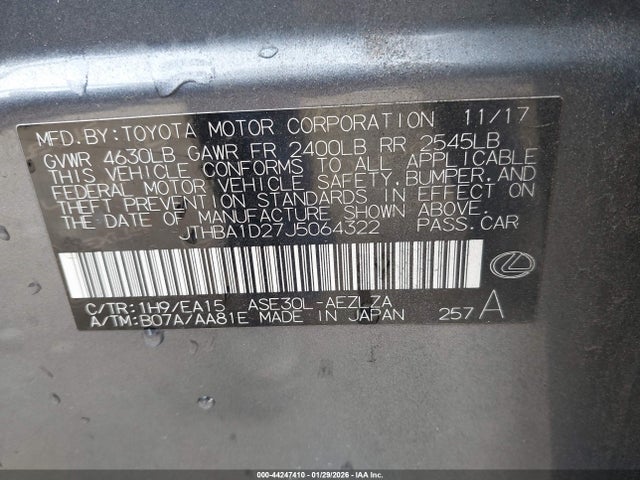 MFD.BY:TOYOTA MOTOR CORPORATION 11/17
GVWR 4630LB GAWR FR 2400LB RR 2545LB
THIS VEHICLE CONFORMS TO ALL APPLICABLE
FEDERAL MOTOR VEHICLE SAFETY,BUMPER,AND
THEFT PREVENTION STANDARDS IN EFFECT ON
THE DATE OF MANUFACTURE SHOWN ABOVE.
JTHBA1D27J5064322 PASS.CAR
C/TR:1H9/EA15 ASE30L-AEZLZA
A/TM:B07A/AA81E MADE IN JAPAN 257 A
000-44247410 - 01/29/2026 - IAA Inc.